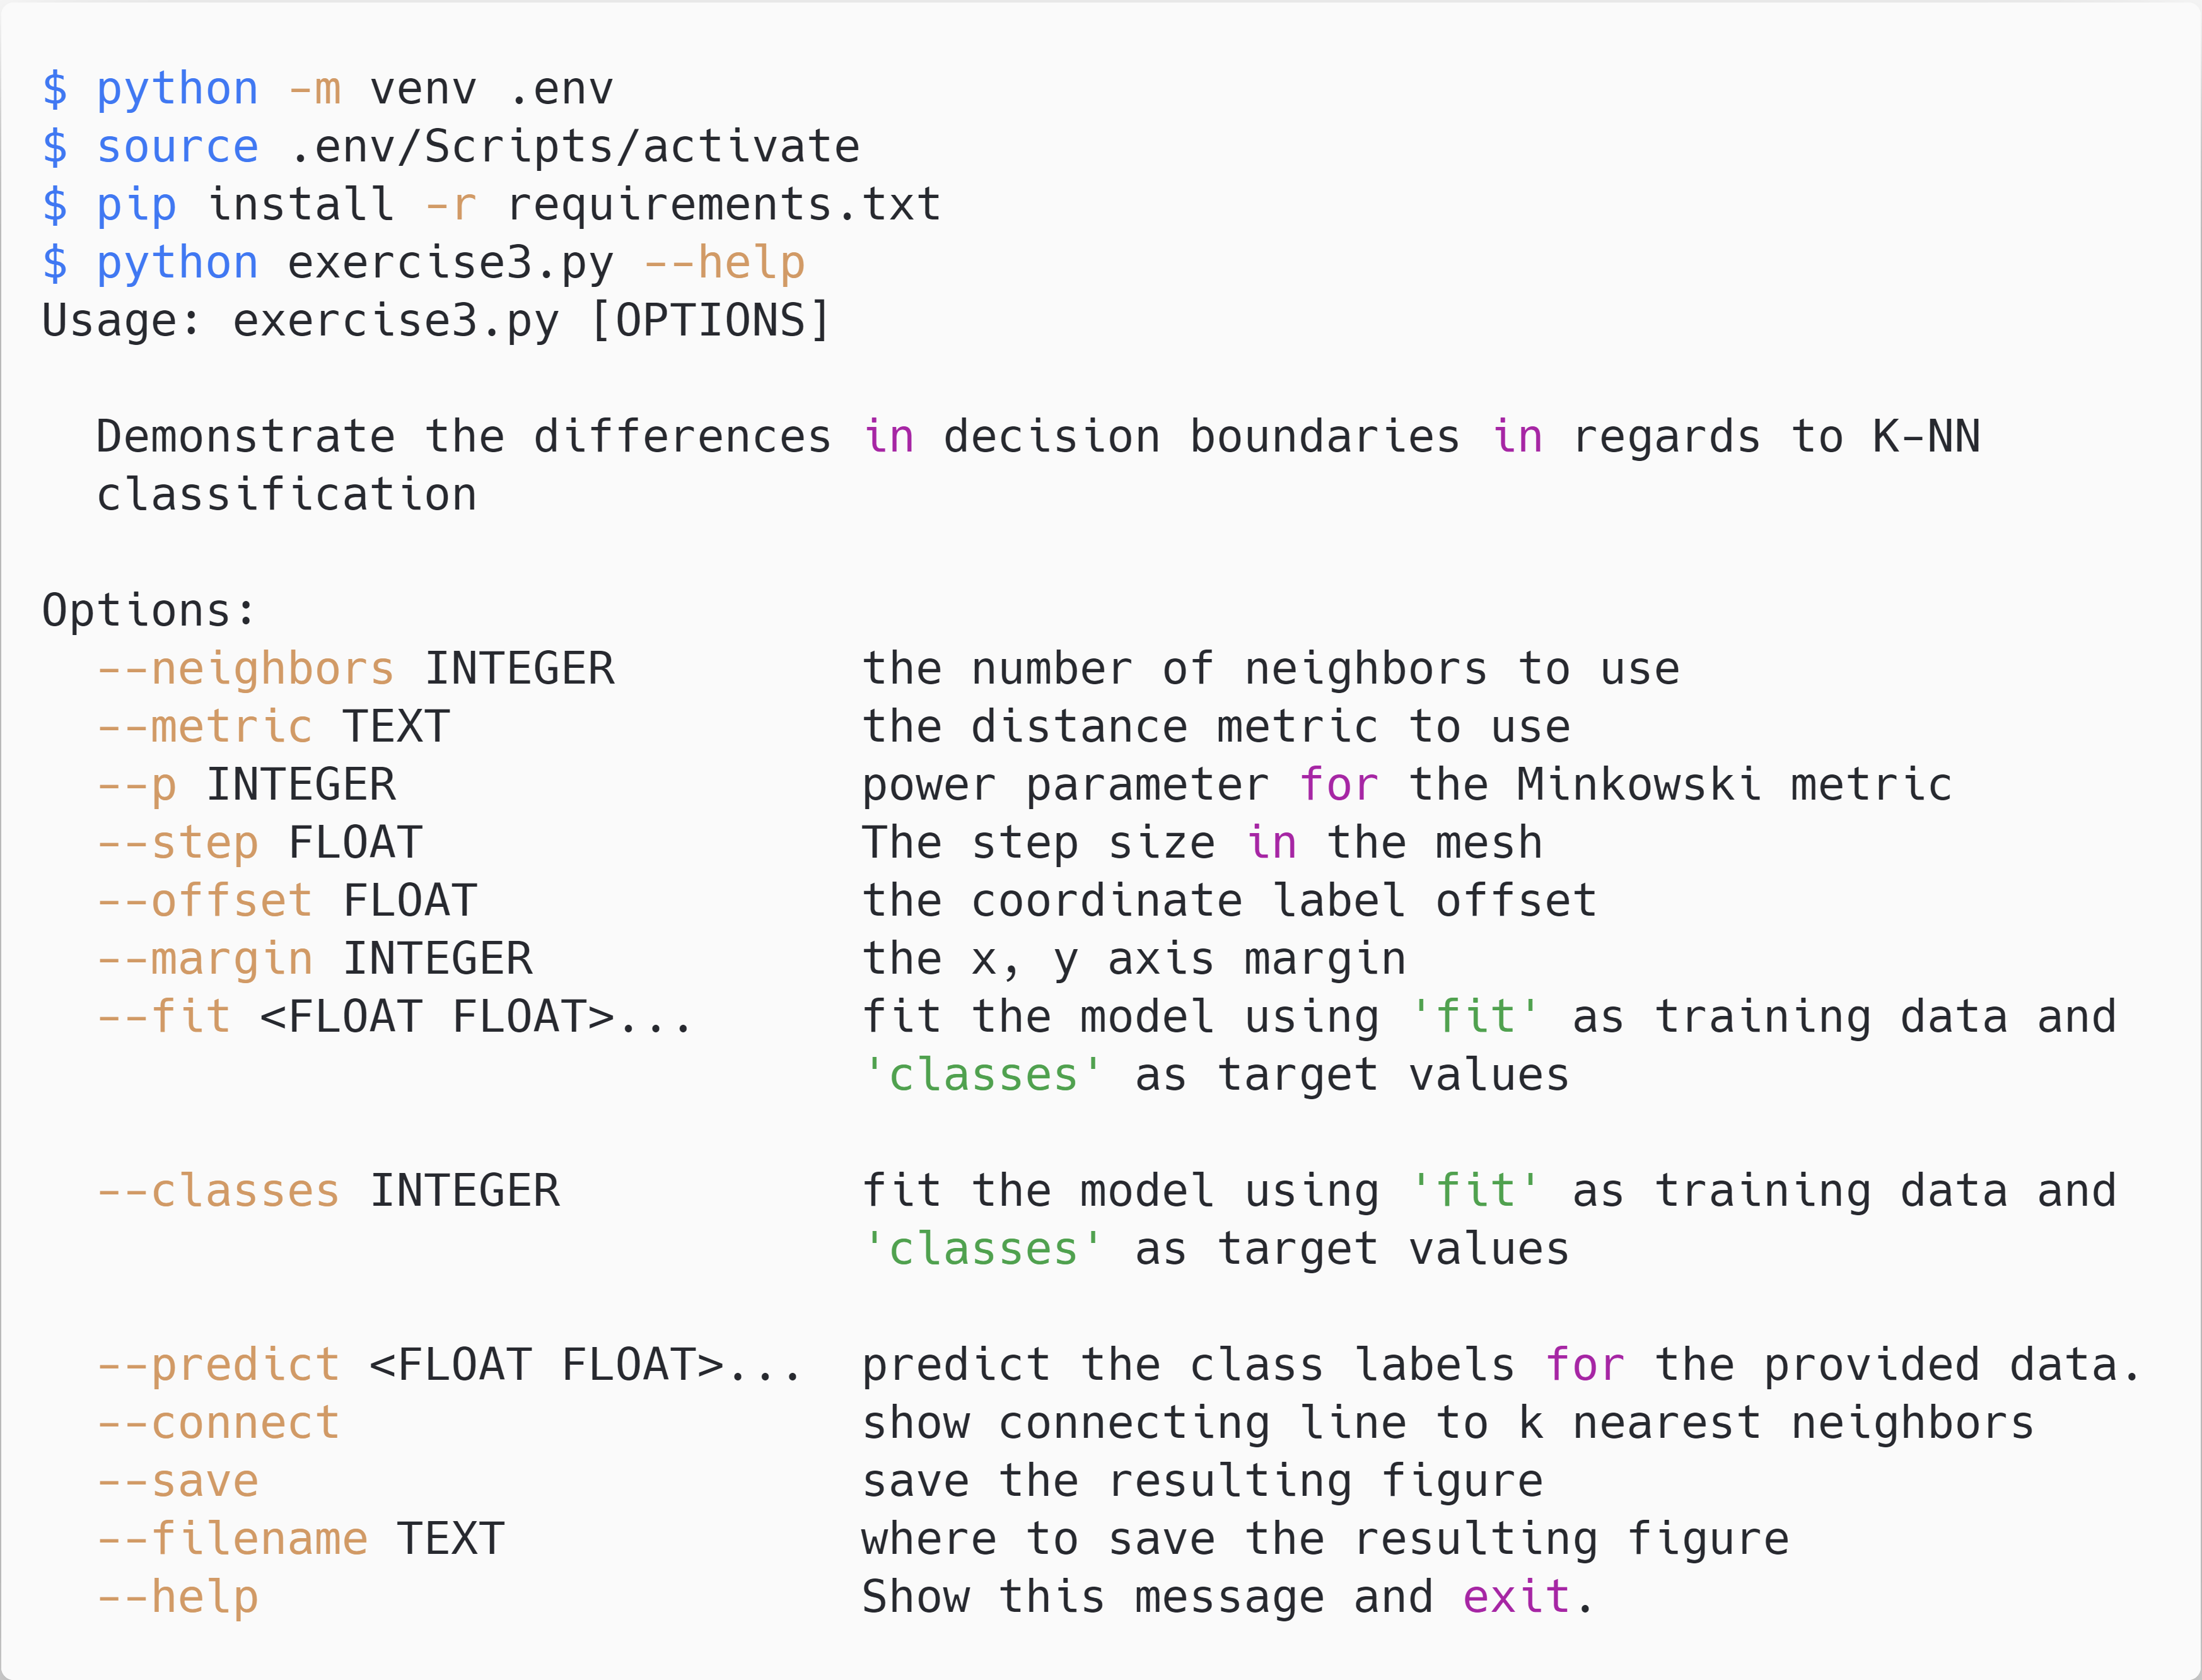 $ python -m venv .env
$ source .env/Scripts/activate
$ pip install -r requirements.txt
$ python exercise3.py --help
Usage: exercise3.py [OPTIONS]
Demonstrate the differences in decision boundaries in regards to K-NN
classification
Options:
--neighbors INTEGER the number of neighbors to use
--metric TEXT the distance metric to use
--p INTEGER power parameter for the Minkowski metric
--step FLOAT The step size in the mesh
--offset FLOAT the coordinate label offset
--margin INTEGER the x, y axis margin
--fit <FLOAT FLOAT>... fit the model using 'fit' as training data and
'classes' as target values
--classes INTEGER fit the model using 'fit' as training data and
'classes' as target values
--predict <FLOAT FLOAT>... predict the class labels for the provided data.
--connect show connecting line to k nearest neighbors
--save save the resulting figure
--filename TEXT where to save the resulting figure
--help Show this message and exit.